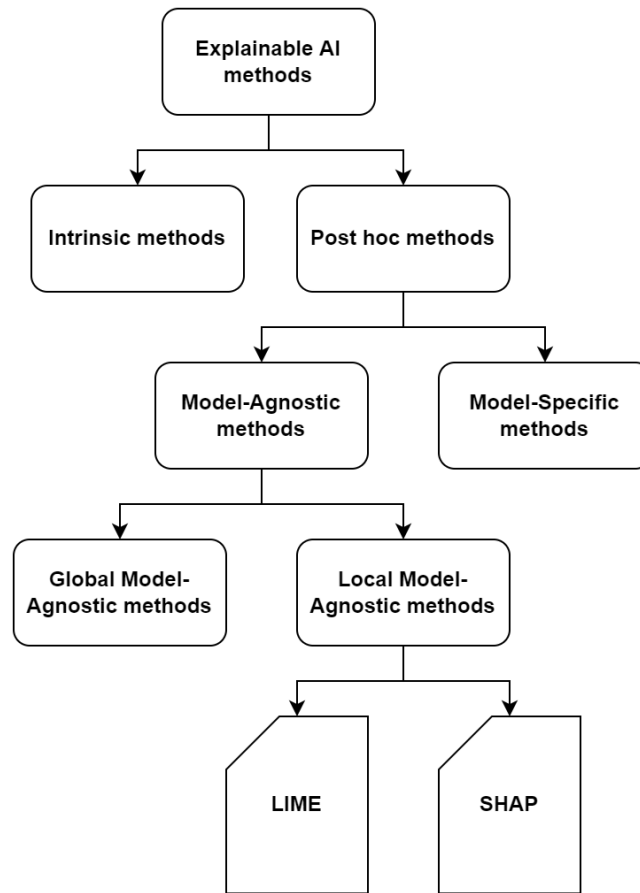 Explainable AI
methods
Intrinsic methods
Post hoc methods
Model-Agnostic
methods
Model-Specific
methods
Global Model-
Agnostic methods
Local Model-
Agnostic methods
LIME
SHAP